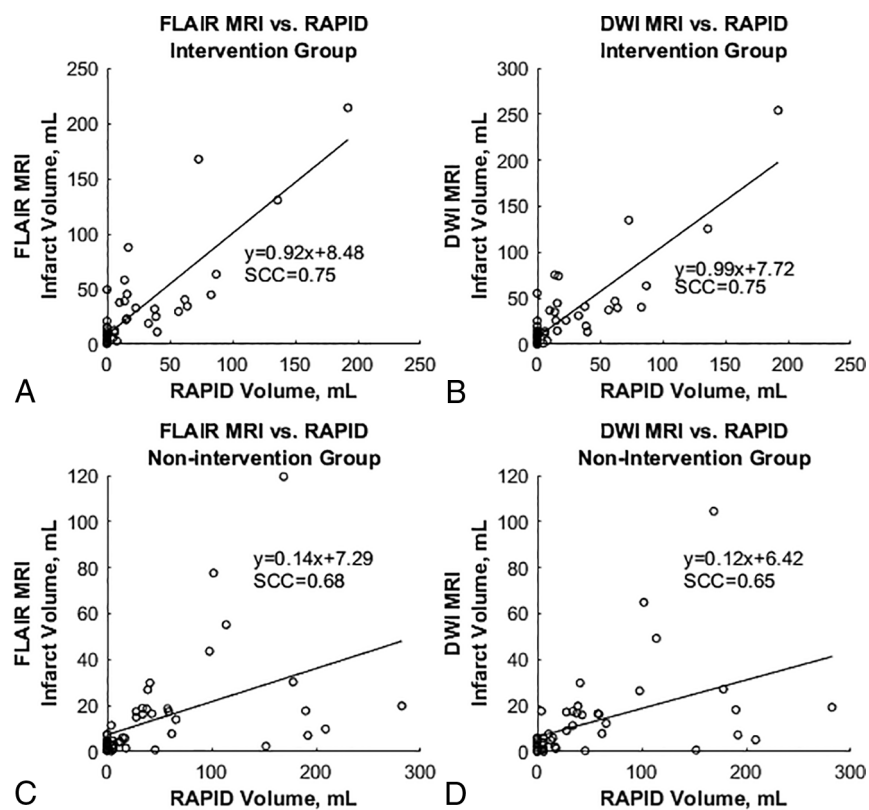 FLAIR MRI vs. RAPID
Intervention Group
250
200
150
100
50
0
FLAIR MRI
Infarct Volume, mL
y=0.92x+8.48
SCC=0.75
0 50 100 150 200 250
RAPID Volume, mL
A
DWI MRI vs. RAPID
Intervention Group
300
250
200
150
100
50
0
DWI MRI
Infarct Volume, mL
y=0.99x+7.72
SCC=0.75
0 50 100 150 200 250
RAPID Volume, mL
B
FLAIR MRI vs. RAPID
Non-intervention Group
120
100
80
60
40
20
0
FLAIR MRI
Infarct Volume, mL
y=0.14x+7.29
SCC=0.68
0 100 200 300
RAPID Volume, mL
C
DWI MRI vs. RAPID
Non-Intervention Group
120
100
80
60
40
20
0
DWI MRI
Infarct Volume, mL
y=0.12x+6.42
SCC=0.65
0 100 200 300
RAPID Volume, mL
D